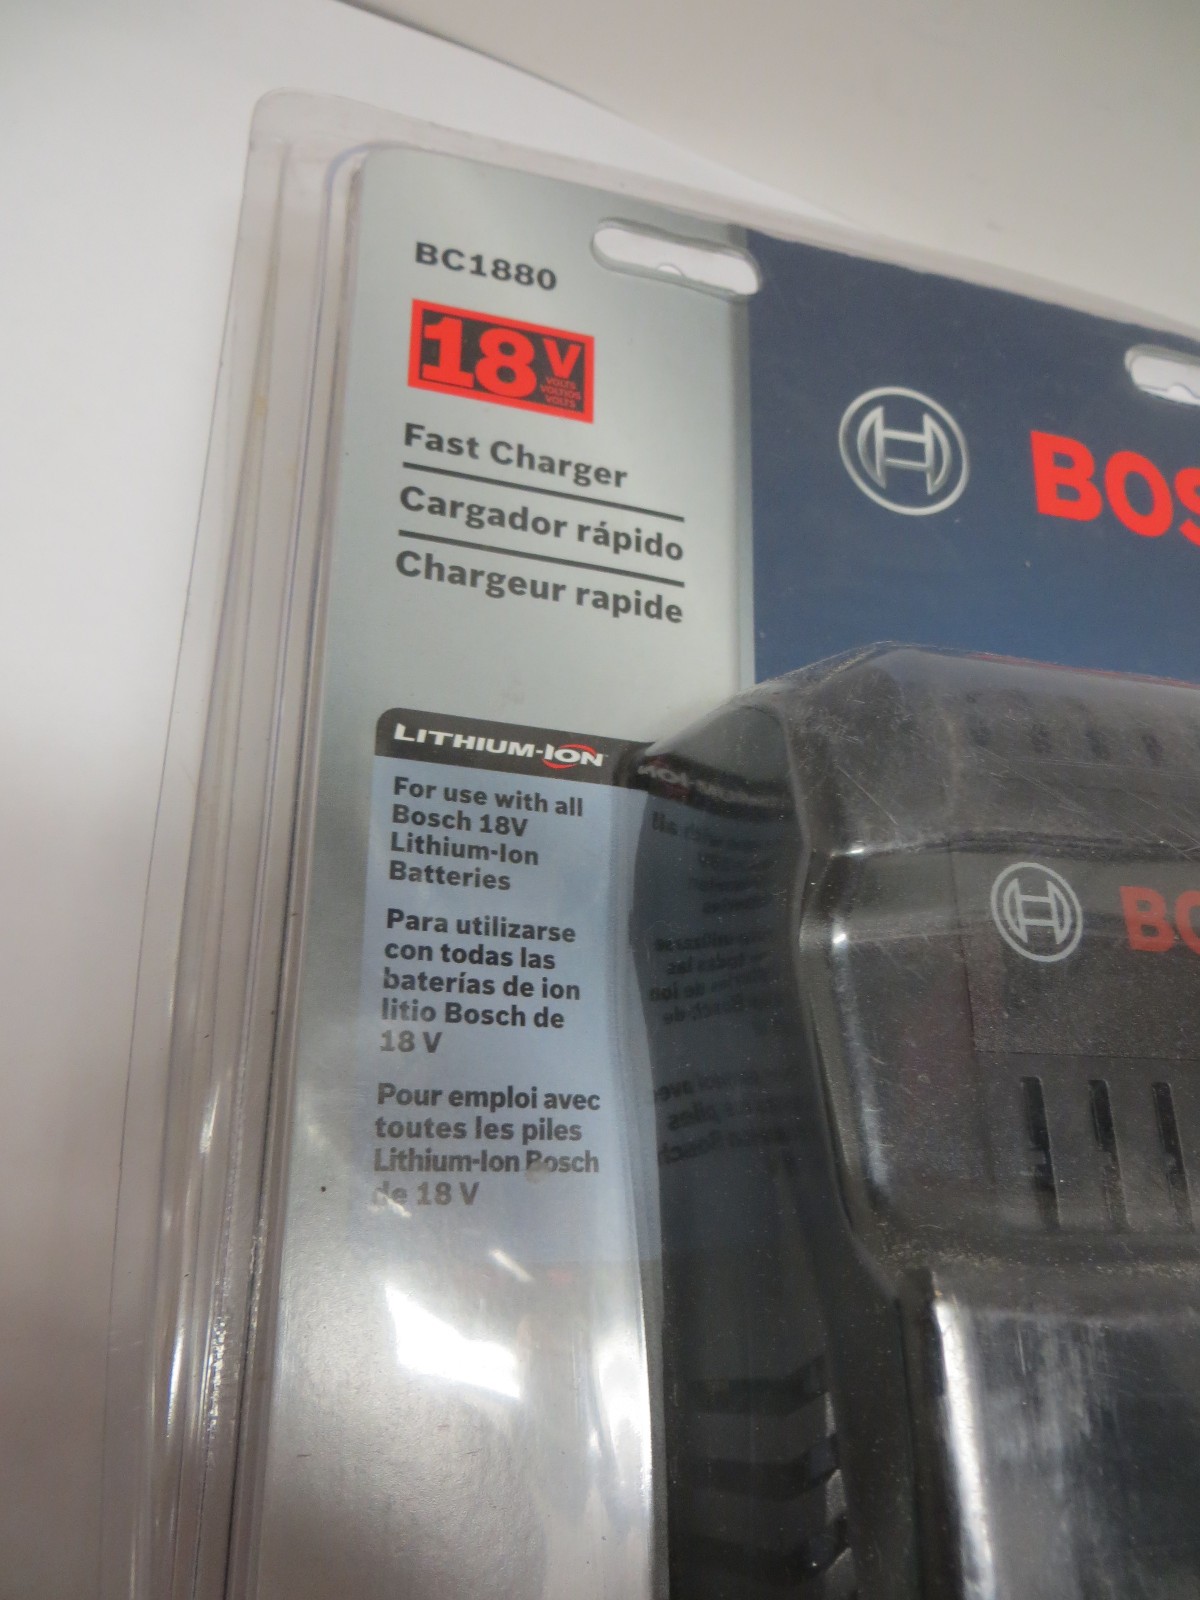 BC1880
18V
VOLTS
VOLTIOS
VOLTS
Fast Charger
Cargador rápido
Chargeur rapide
BOS
LITHIUM-ION
For use with all
Bosch 18V
Lithium-Ion
Batteries
Para utilizarse
con todas las
baterías de ion
litio Bosch de
18 V
Pour emploi avec
toutes les piles
Lithium-Ion Bosch
de 18 V
BO